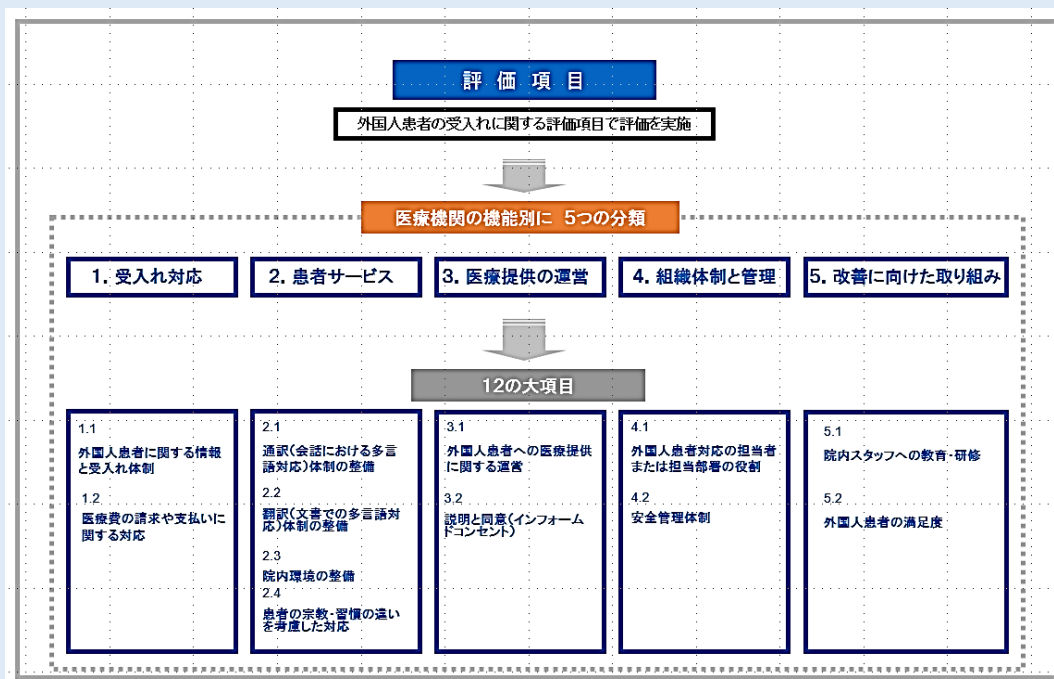 評価項目
外国人患者の受入れに関する評価項目で評価を実施
医療機関の機能別に 5つの分類
1. 受入れ対応
2. 患者サービス
3. 医療提供の運営
4. 組織体制と管理
5. 改善に向けた取り組み
12の大項目
1.1
外国人患者に関する情報
と受入れ体制
1.2
医療費の請求や支払いに
関する対応
2.1
通訳(会話における多言
語対応)体制の整備
2.2
翻訳(文書での多言語対
応)体制の整備
2.3
院内環境の整備
2.4
患者の宗教・習慣の違い
を考慮した対応
3.1
外国人患者への医療提供
に関する運営
3.2
説明と同意(インフォーム
ドコンセント)
4.1
外国人患者対応の担当者
または担当部署の役割
4.2
安全管理体制
5.1
院内スタッフへの教育・研修
5.2
外国人患者の満足度